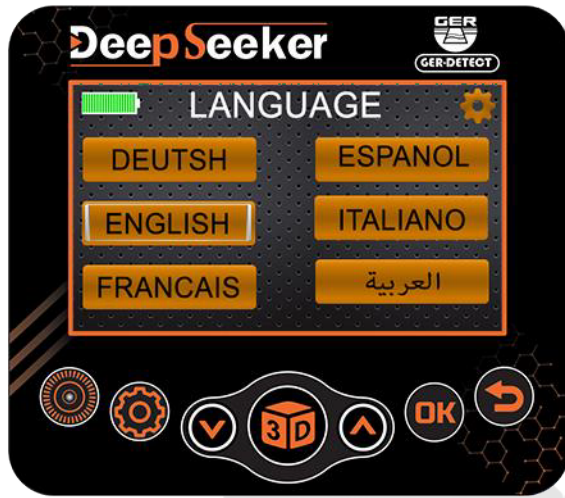 DeepSeeker
GER
GER-DETECT
LANGUAGE
DEUTSH
ESPANOL
ENGLISH
ITALIANO
FRANCAIS
العربية
3D
OK